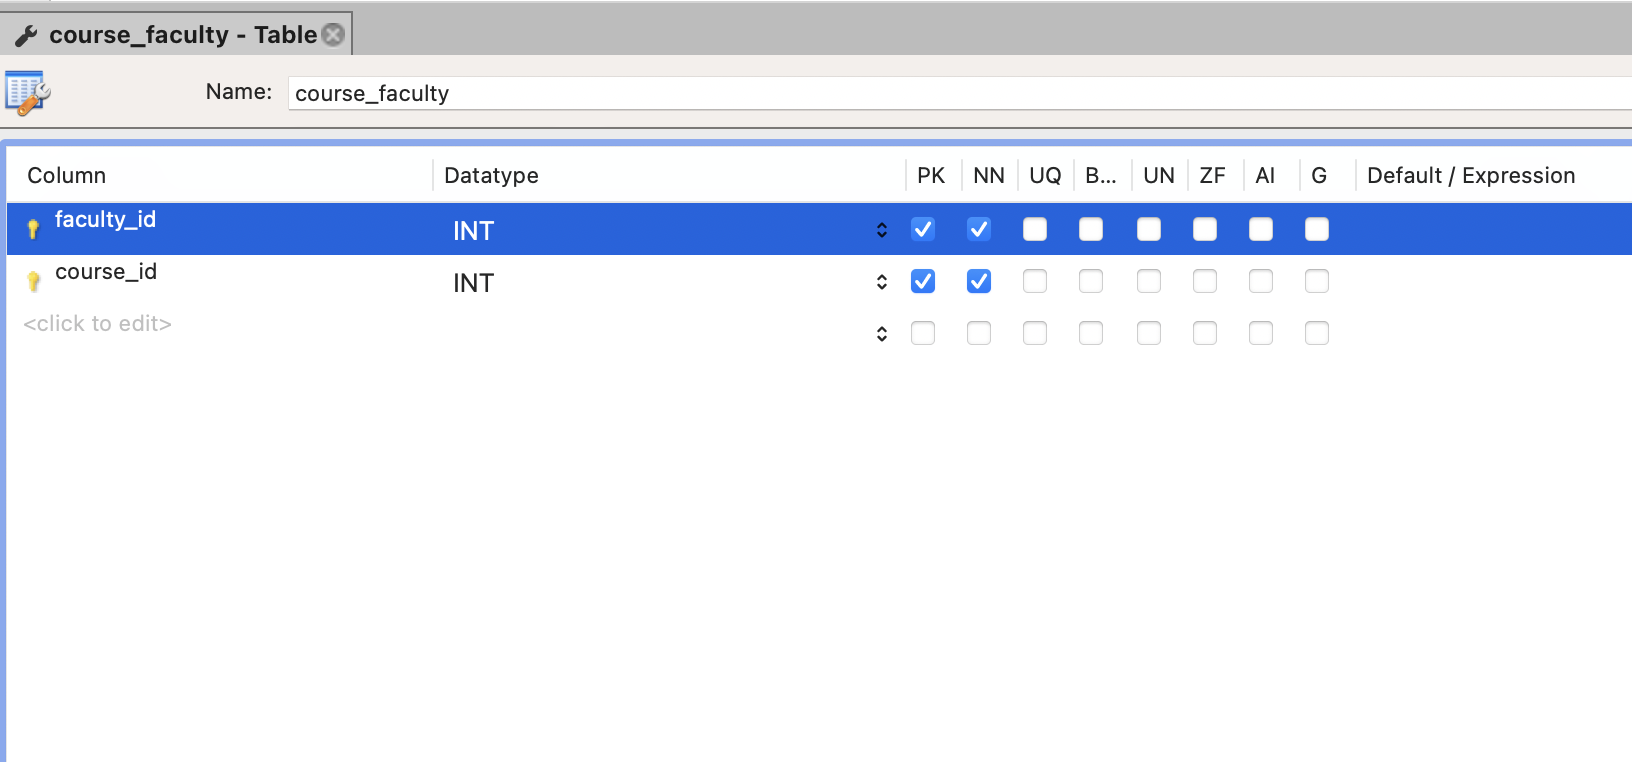 course_faculty - Table
Name: course_faculty
Column Datatype PK NN UQ B... UN ZF AI G Default / Expression
faculty_id INT
course_id INT
<click to edit>